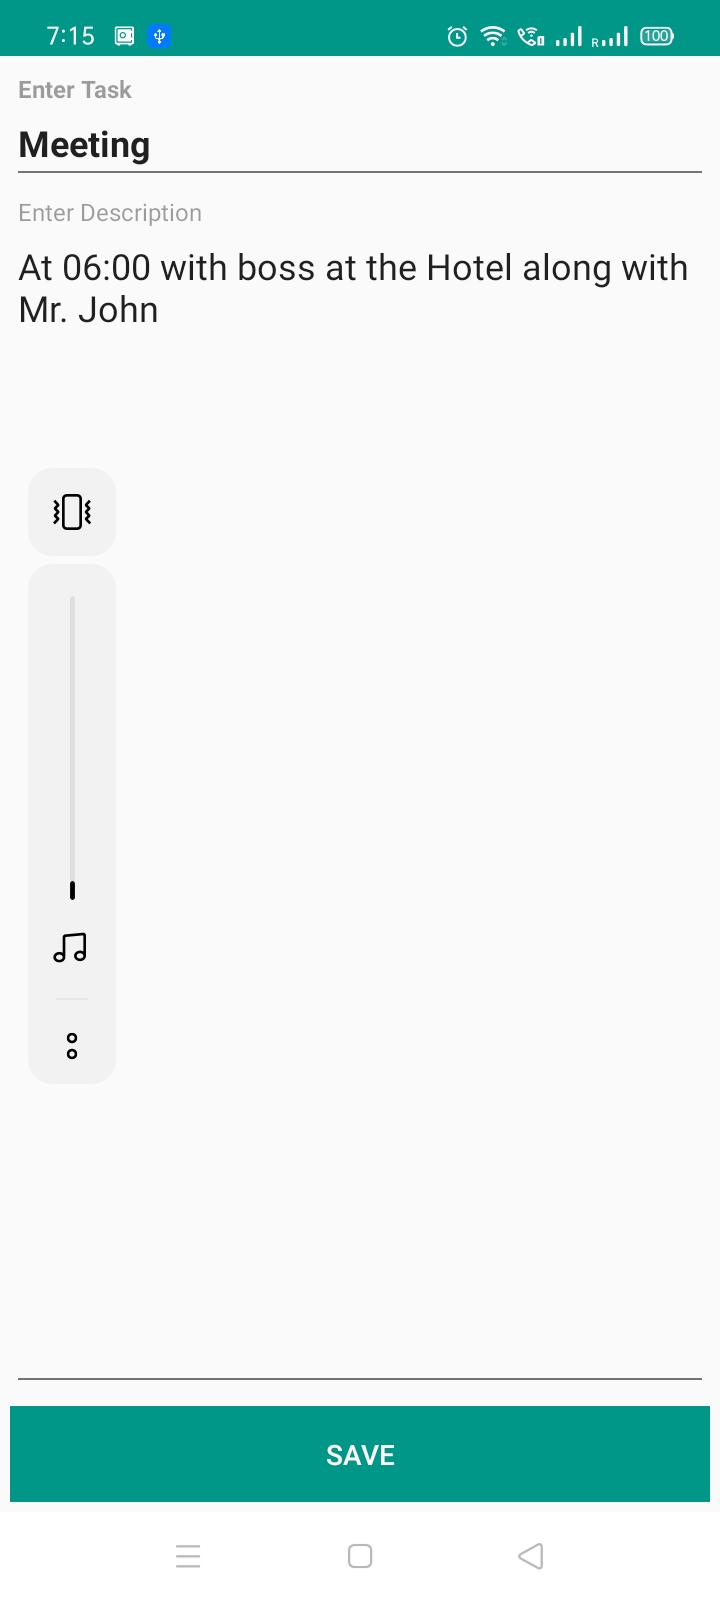 7:15
R
100
Enter Task
Meeting
Enter Description
At 06:00 with boss at the Hotel along with
Mr. John
SAVE